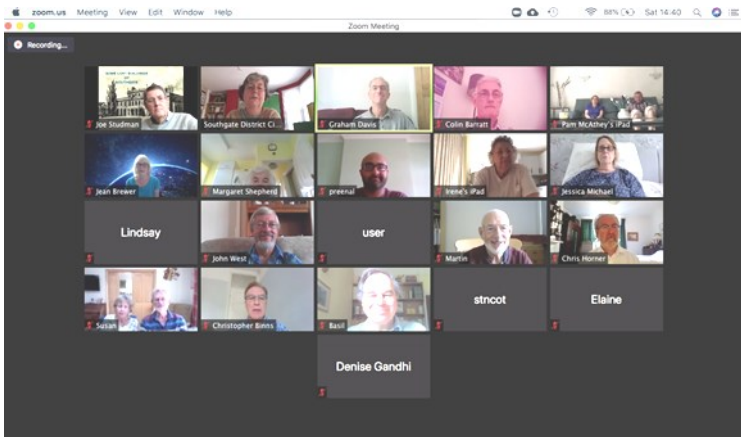 zoom.us Meeting View Edit Window Help
88% Sat 14:40
Zoom Meeting
Recording...
Joe Studman
Southgate District Ci...
Graham Davis
Colin Barratt
Pam McAthey's iPad
Jean Brewer
Margaret Shepherd
preenal
Irene's iPad
Jessica Michael
Lindsay
John West
user
Martin
Chris Horner
Susan
Christopher Binns
Basil
stncot
Elaine
Denise Gandhi